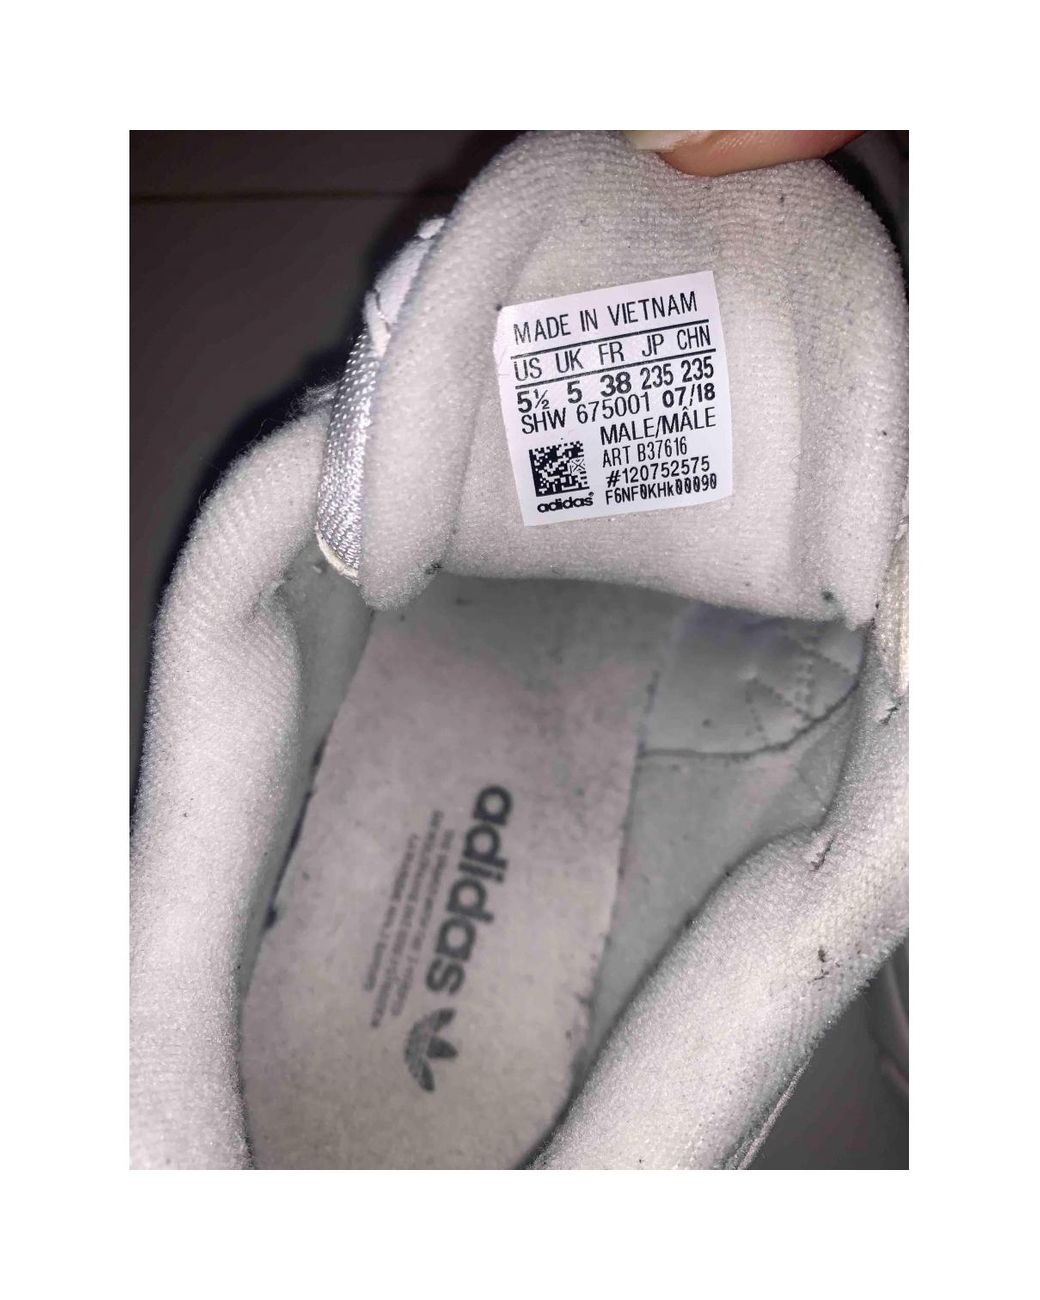 MADE IN VIETNAM
US UK FR JP CHN
5½ 5 38 235 235
SHW 675001 07/18
MALE/MÂLE
ART B37616
#120752575
F6NF0KHk00090
adidas
adidas